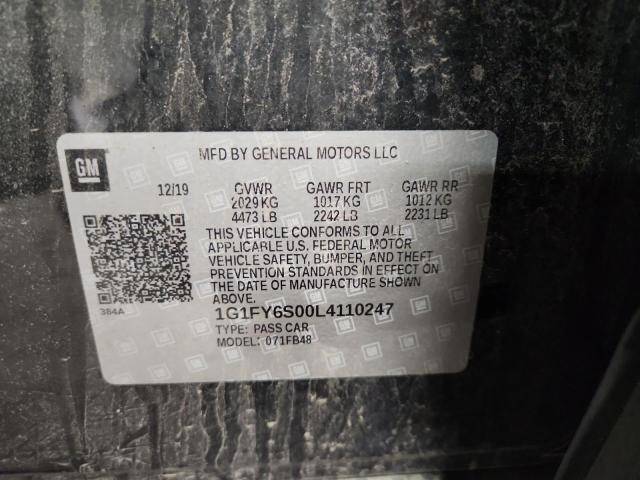 GM
MFD BY GENERAL MOTORS LLC
12/19 GVWR GAWR FRT GAWR RR
2029 KG 1017 KG 1012 KG
4473 LB 2242 LB 2231 LB
THIS VEHICLE CONFORMS TO ALL
APPLICABLE U.S. FEDERAL MOTOR
VEHICLE SAFETY, BUMPER, AND THEFT
PREVENTION STANDARDS IN EFFECT ON
THE DATE OF MANUFACTURE SHOWN
ABOVE.
384A
1G1FY6S00L4110247
TYPE: PASS CAR
MODEL: 071FB48